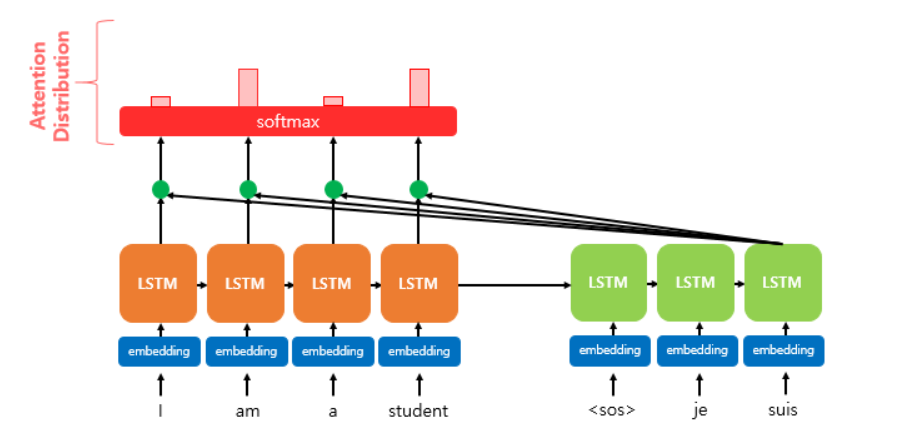 Attention
Distribution
softmax
LSTM LSTM LSTM LSTM LSTM LSTM LSTM
embedding embedding embedding embedding embedding embedding embedding
I am a student <sos> je suis